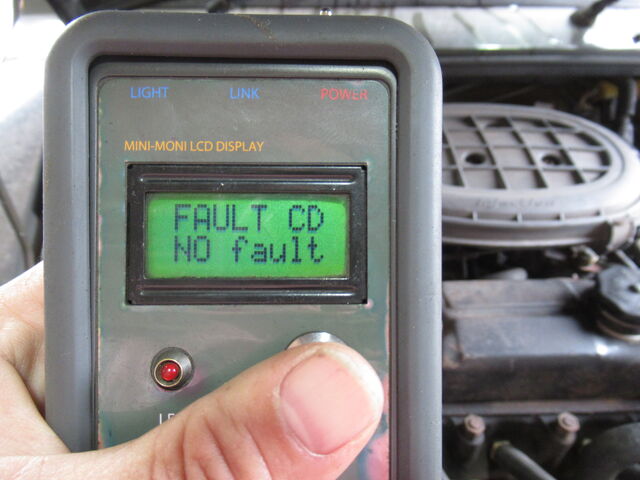 LIGHT LINK POWER
MINI-MONI LCD DISPLAY
FAULT CD
NO fault